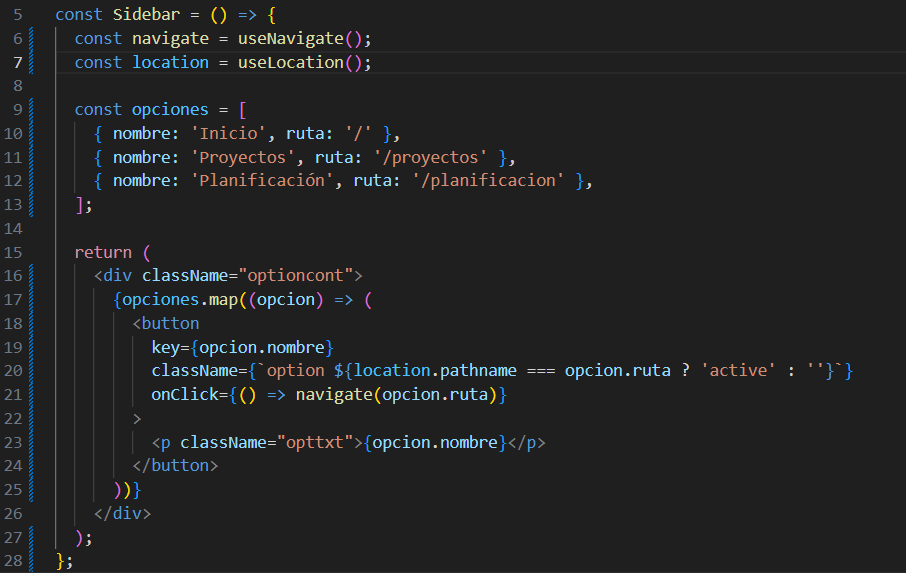 5 const Sidebar = () => {
6 const navigate = useNavigate();
7 const location = useLocation();
8
9 const opciones = [
10 { nombre: 'Inicio', ruta: '/' },
11 { nombre: 'Proyectos', ruta: '/proyectos' },
12 { nombre: 'Planificación', ruta: '/planificacion' },
13 ];
14
15 return (
16 <div className="optioncont">
17 {opciones.map((opcion) => (
18 <button
19 key={opcion.nombre}
20 className={`option ${location.pathname === opcion.ruta ? 'active' : ''}`}
21 onClick={() => navigate(opcion.ruta)}
22 >
23 <p className="opttxt">{opcion.nombre}</p>
24 </button>
25 ))}
26 </div>
27 );
28 };